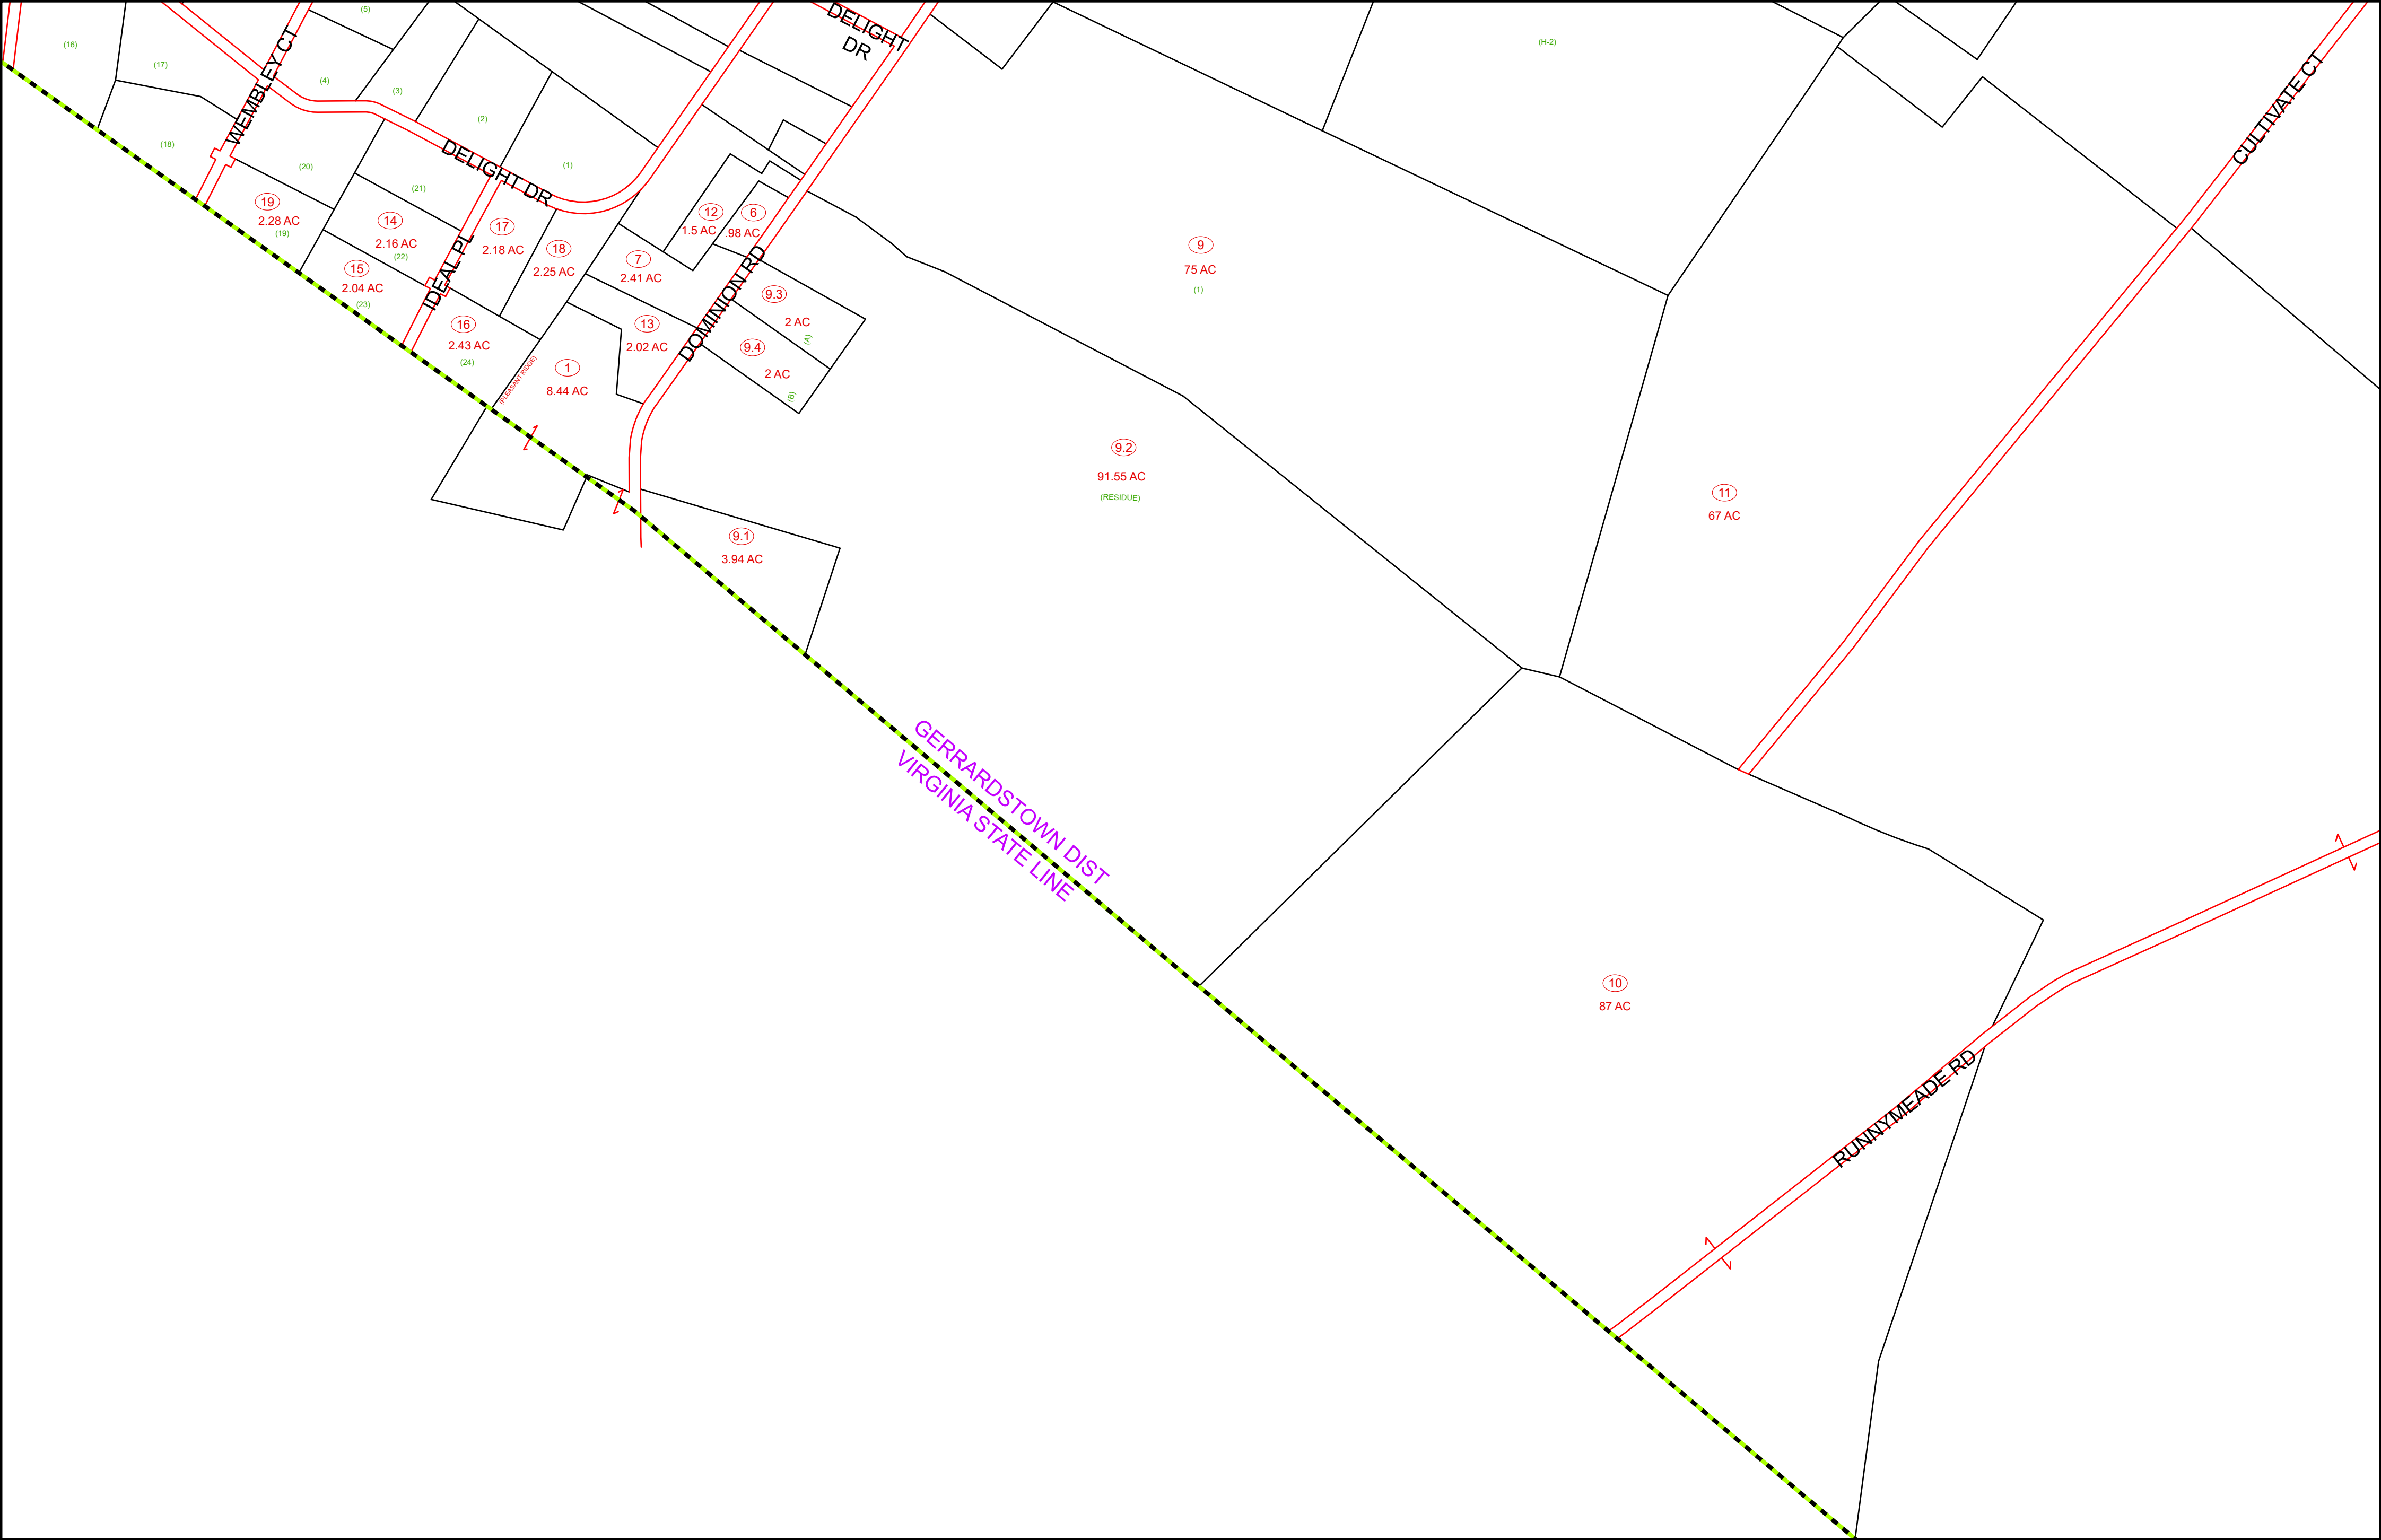 (5)
DELIGHT
DR
(H-2)
(16)
(17)
WEMBLEY CT
(4)
(3)
CULTIVATE CT
(2)
(18)
(20)
DELIGHT DR
(1)
(21)
19
2.28 AC
(19)
14
2.16 AC
(22)
17
2.18 AC
18
2.25 AC
12
1.5 AC
6
.98 AC
7
2.41 AC
9
75 AC
(1)
15
2.04 AC
(23)
IDEAL PL
DOMINION RD
9.3
2 AC
(A)
16
2.43 AC
(24)
13
2.02 AC
9.4
2 AC
(B)
(PLEASANT RIDGE)
1
8.44 AC
9.2
91.55 AC
(RESIDUE)
11
67 AC
9.1
3.94 AC
GERRARDSTOWN DIST
VIRGINIA STATE LINE
10
87 AC
RUNNYMEADE RD